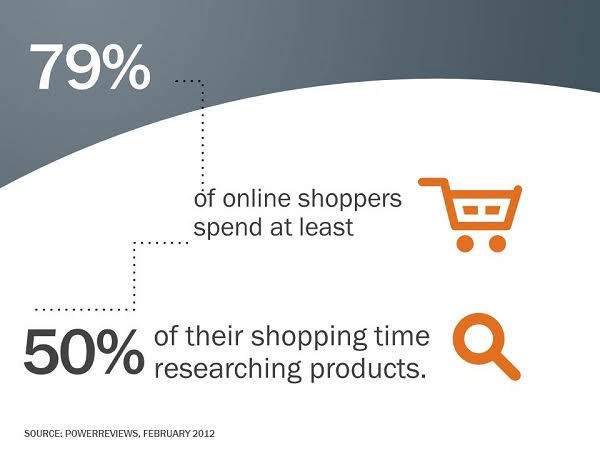 79%
of online shoppers
spend at least
50% of their shopping time
researching products.
SOURCE: POWERREVIEWS, FEBRUARY 2012